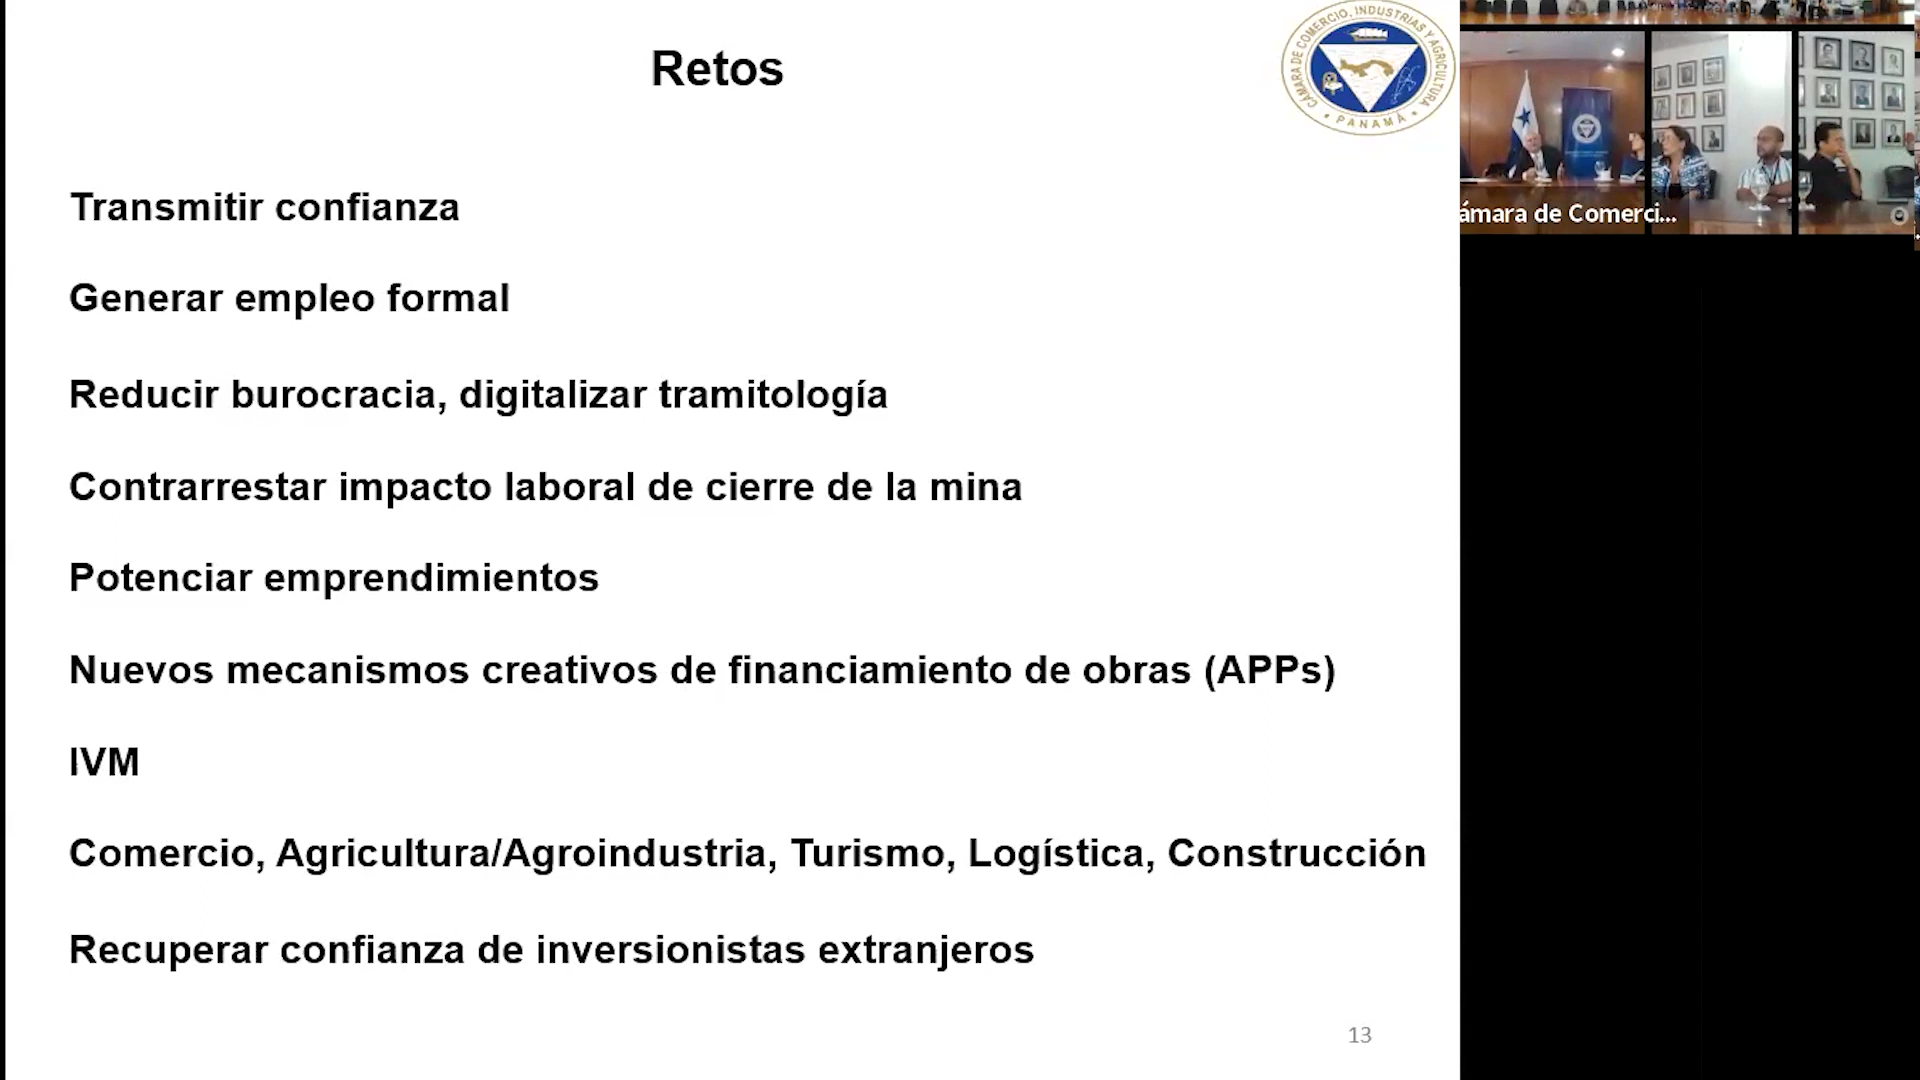 Retos
CÁMARA DE COMERCIO, INDUSTRIAS Y AGRICULTURA
• PANAMÁ •
ámara de Comerci...
Transmitir confianza
Generar empleo formal
Reducir burocracia, digitalizar tramitología
Contrarrestar impacto laboral de cierre de la mina
Potenciar emprendimientos
Nuevos mecanismos creativos de financiamiento de obras (APPs)
IVM
Comercio, Agricultura/Agroindustria, Turismo, Logística, Construcción
Recuperar confianza de inversionistas extranjeros
13